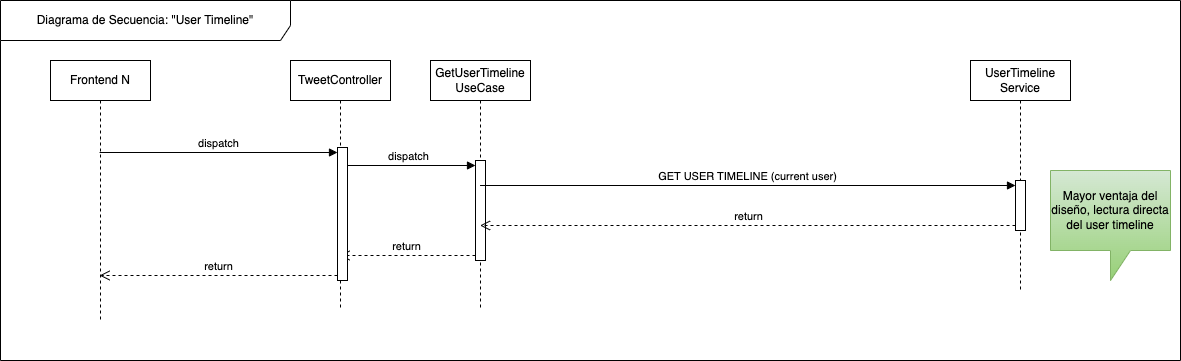 Diagrama de Secuencia: "User Timeline"
Frontend N
TweetController
GetUserTimeline
UseCase
UserTimeline
Service
dispatch
dispatch
GET USER TIMELINE (current user)
Mayor ventaja del
diseño, lectura directa
del user timeline
return
return
return